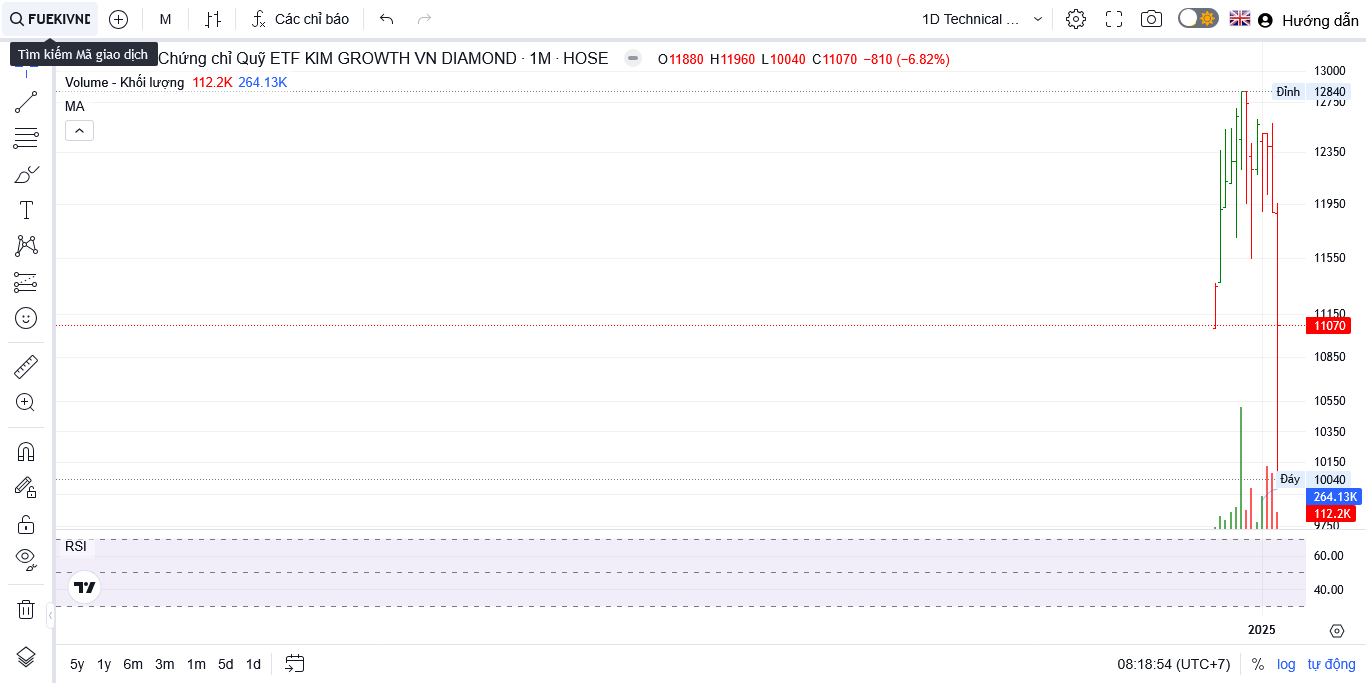 FUEKIVND
M
Các chỉ báo
1D Technical ...
Hướng dẫn
Tìm kiếm Mã giao dịch
Chứng chỉ Quỹ ETF KIM GROWTH VN DIAMOND · 1M · HOSE
O11880 H11960 L10040 C11070 −810 (−6.82%)
Volume - Khối lượng 112.2K 264.13K
MA
13000
Đỉnh 12840
12750
12350
11950
11550
11150
11070
10850
10550
10350
10150
Đáy 10040
264.13K
112.2K
9750
RSI
60.00
40.00
2025
5y 1y 6m 3m 1m 5d 1d
08:18:54 (UTC+7) % log tự động